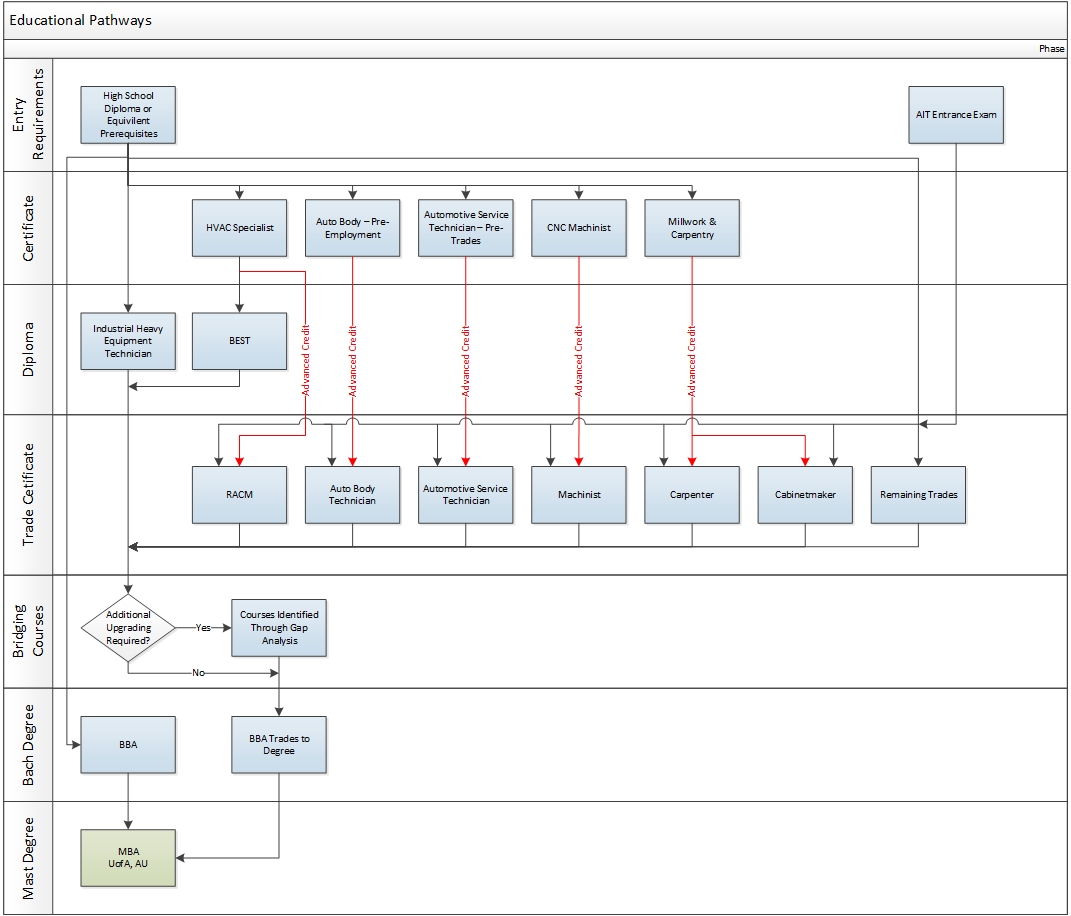 Educational Pathways
Phase
Entry
Requirements
High School
Diploma or
Equivilent
Prerequisites
AIT Entrance Exam
Certificate
HVAC Specialist
Auto Body – Pre-
Employment
Automotive Service
Technician – Pre-
Trades
CNC Machinist
Millwork &
Carpentry
Diploma
Industrial Heavy
Equipment
Technician
BEST
Advanced Credit
Advanced Credit
Advanced Credit
Advanced Credit
Advanced Credit
Trade Cetificate
RACM
Auto Body
Technician
Automotive Service
Technician
Machinist
Carpenter
Cabinetmaker
Remaining Trades
Bridging
Courses
Additional
Upgrading
Required?
Yes
Courses Identified
Through Gap
Analysis
No
Bach Degree
BBA
BBA Trades to
Degree
Mast Degree
MBA
UofA, AU